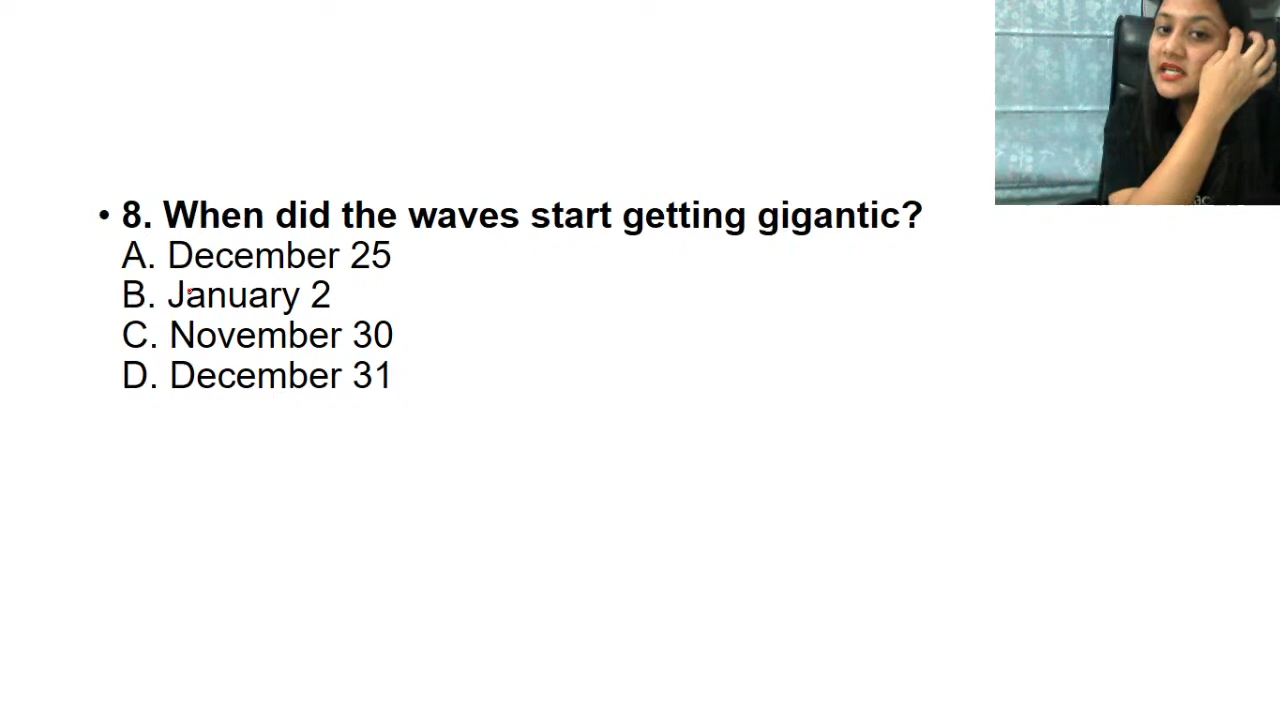 • 8. When did the waves start getting gigantic?
A. December 25
B. January 2
C. November 30
D. December 31